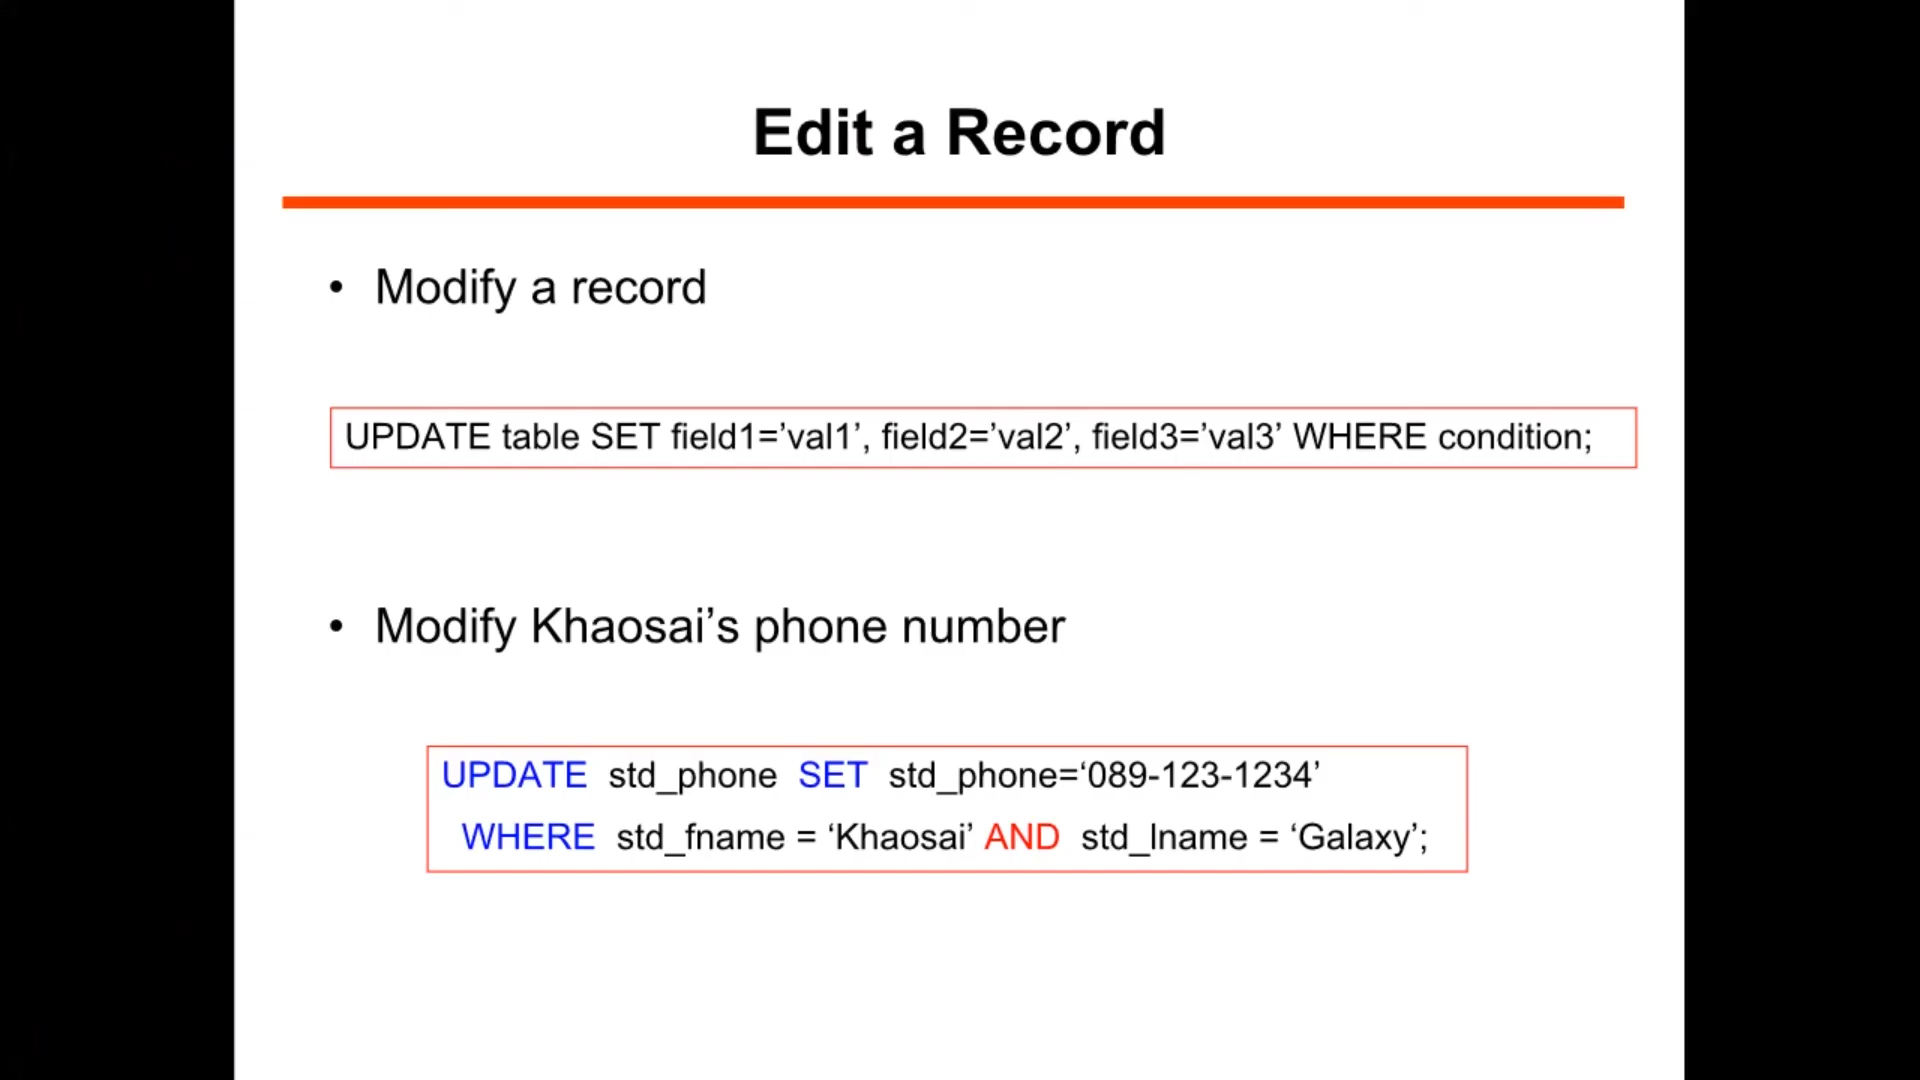 Edit a Record
• Modify a record
UPDATE table SET field1=’val1’, field2=’val2’, field3=’val3’ WHERE condition;
• Modify Khaosai’s phone number
UPDATE std_phone SET std_phone=‘089-123-1234’
WHERE std_fname = ‘Khaosai’ AND std_lname = ‘Galaxy’;